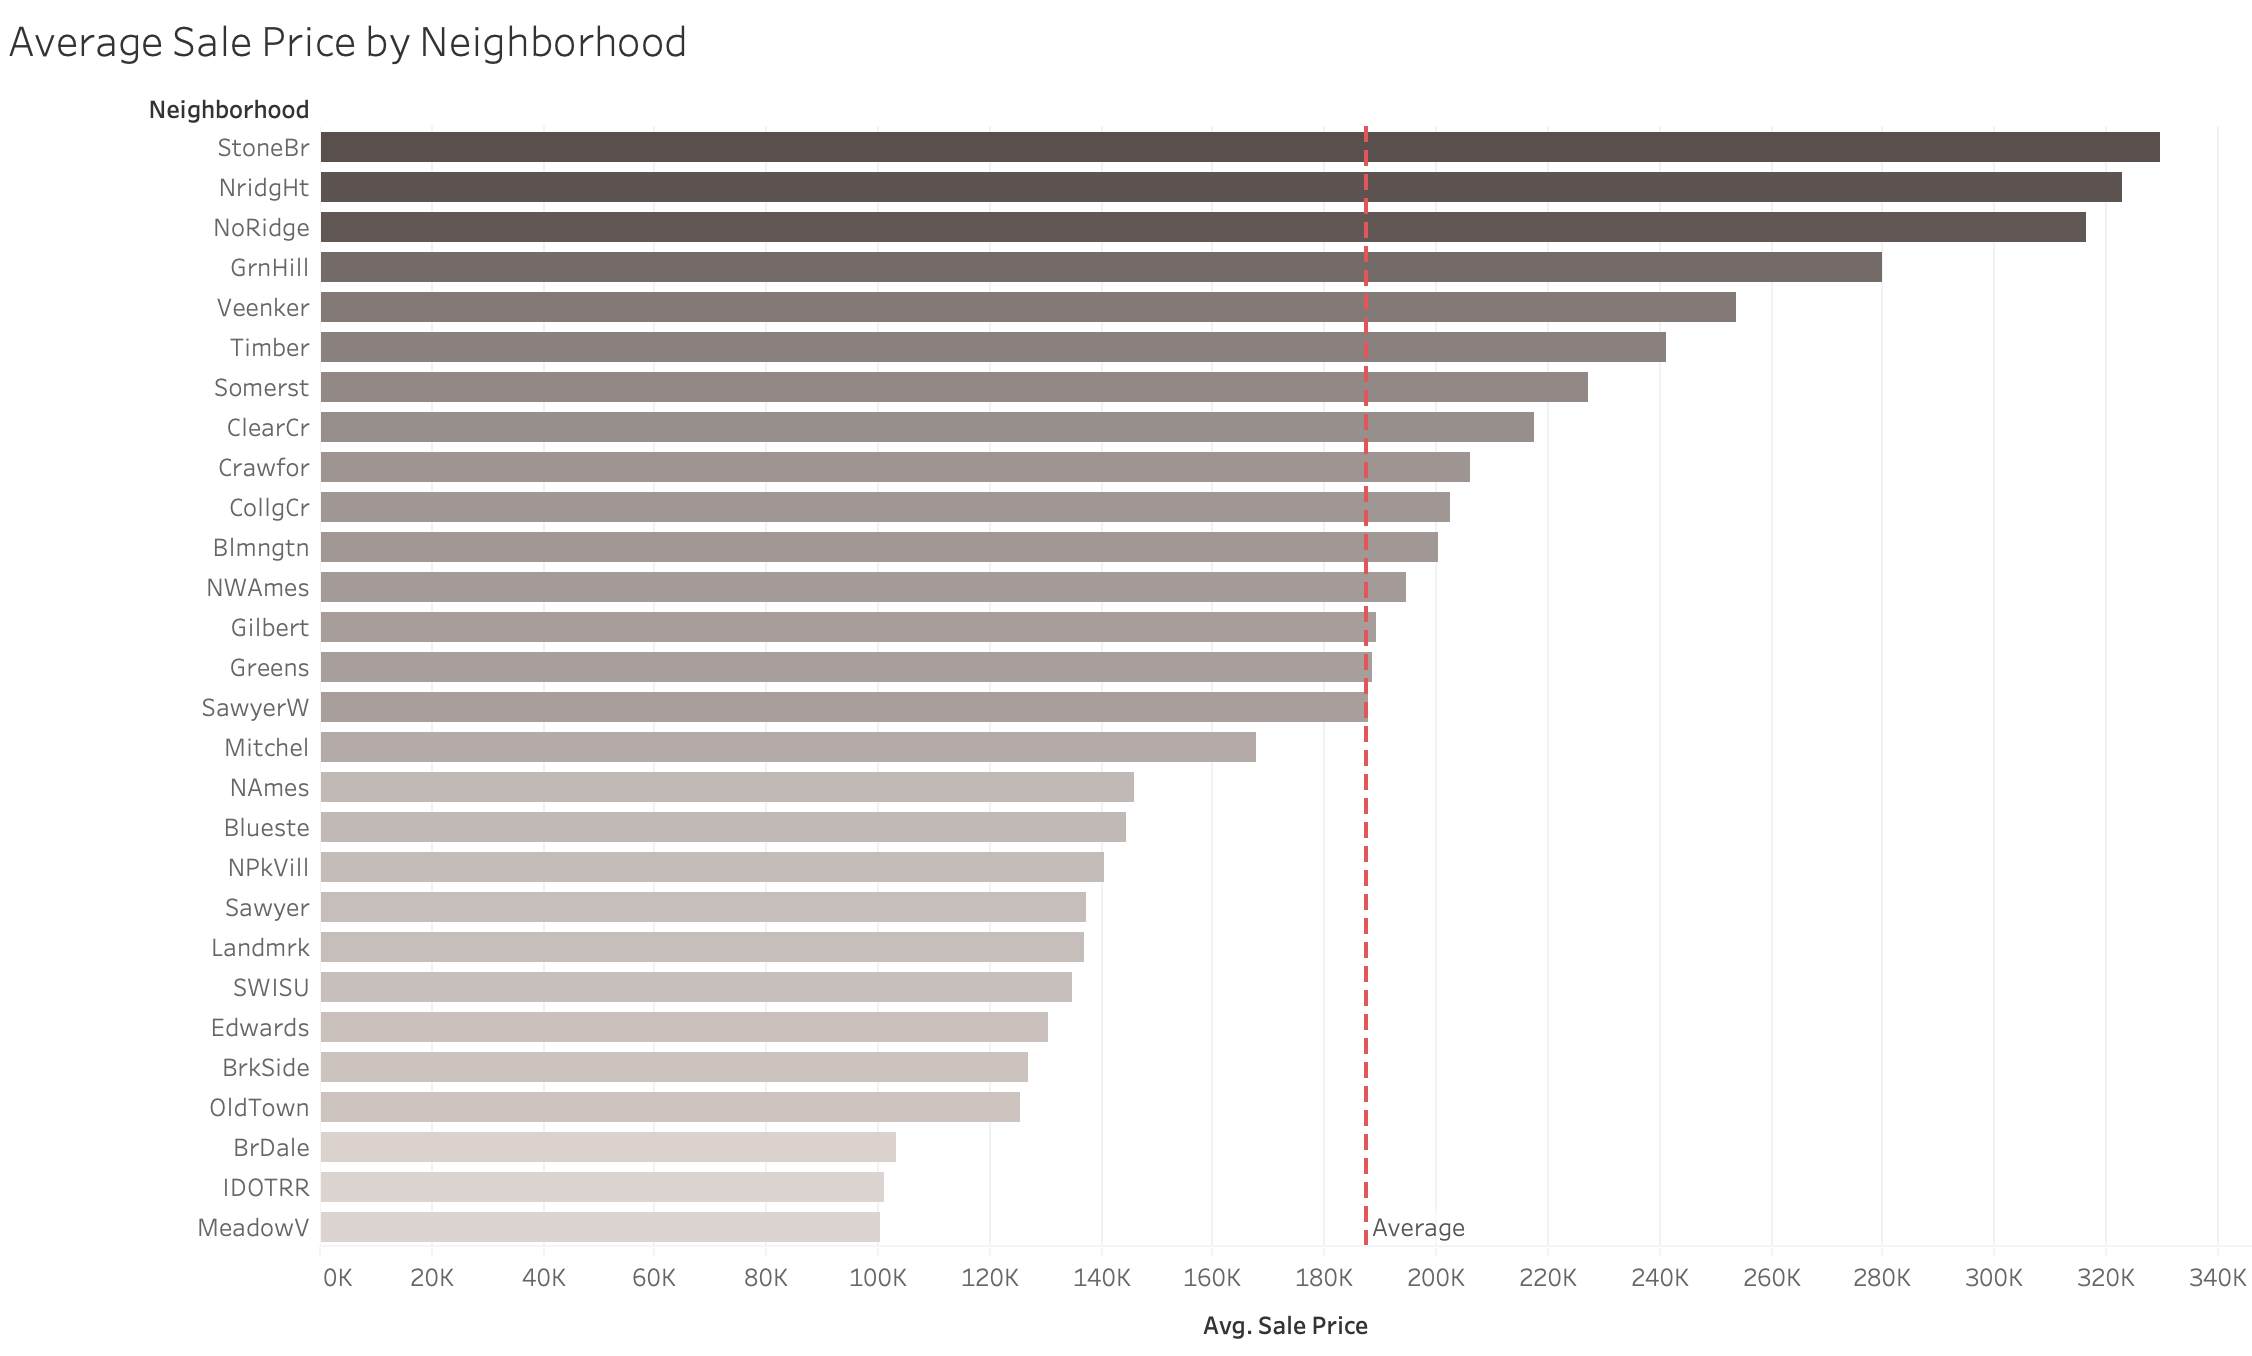 Average Sale Price by Neighborhood
Neighborhood
StoneBr
NridgHt
NoRidge
GrnHill
Veenker
Timber
Somerst
ClearCr
Crawfor
CollgCr
Blmngtn
NWAmes
Gilbert
Greens
SawyerW
Mitchel
NAmes
Blueste
NPkVill
Sawyer
Landmrk
SWISU
Edwards
BrkSide
OldTown
BrDale
IDOTRR
MeadowV
Average
0K 20K 40K 60K 80K 100K 120K 140K 160K 180K 200K 220K 240K 260K 280K 300K 320K 340K
Avg. Sale Price